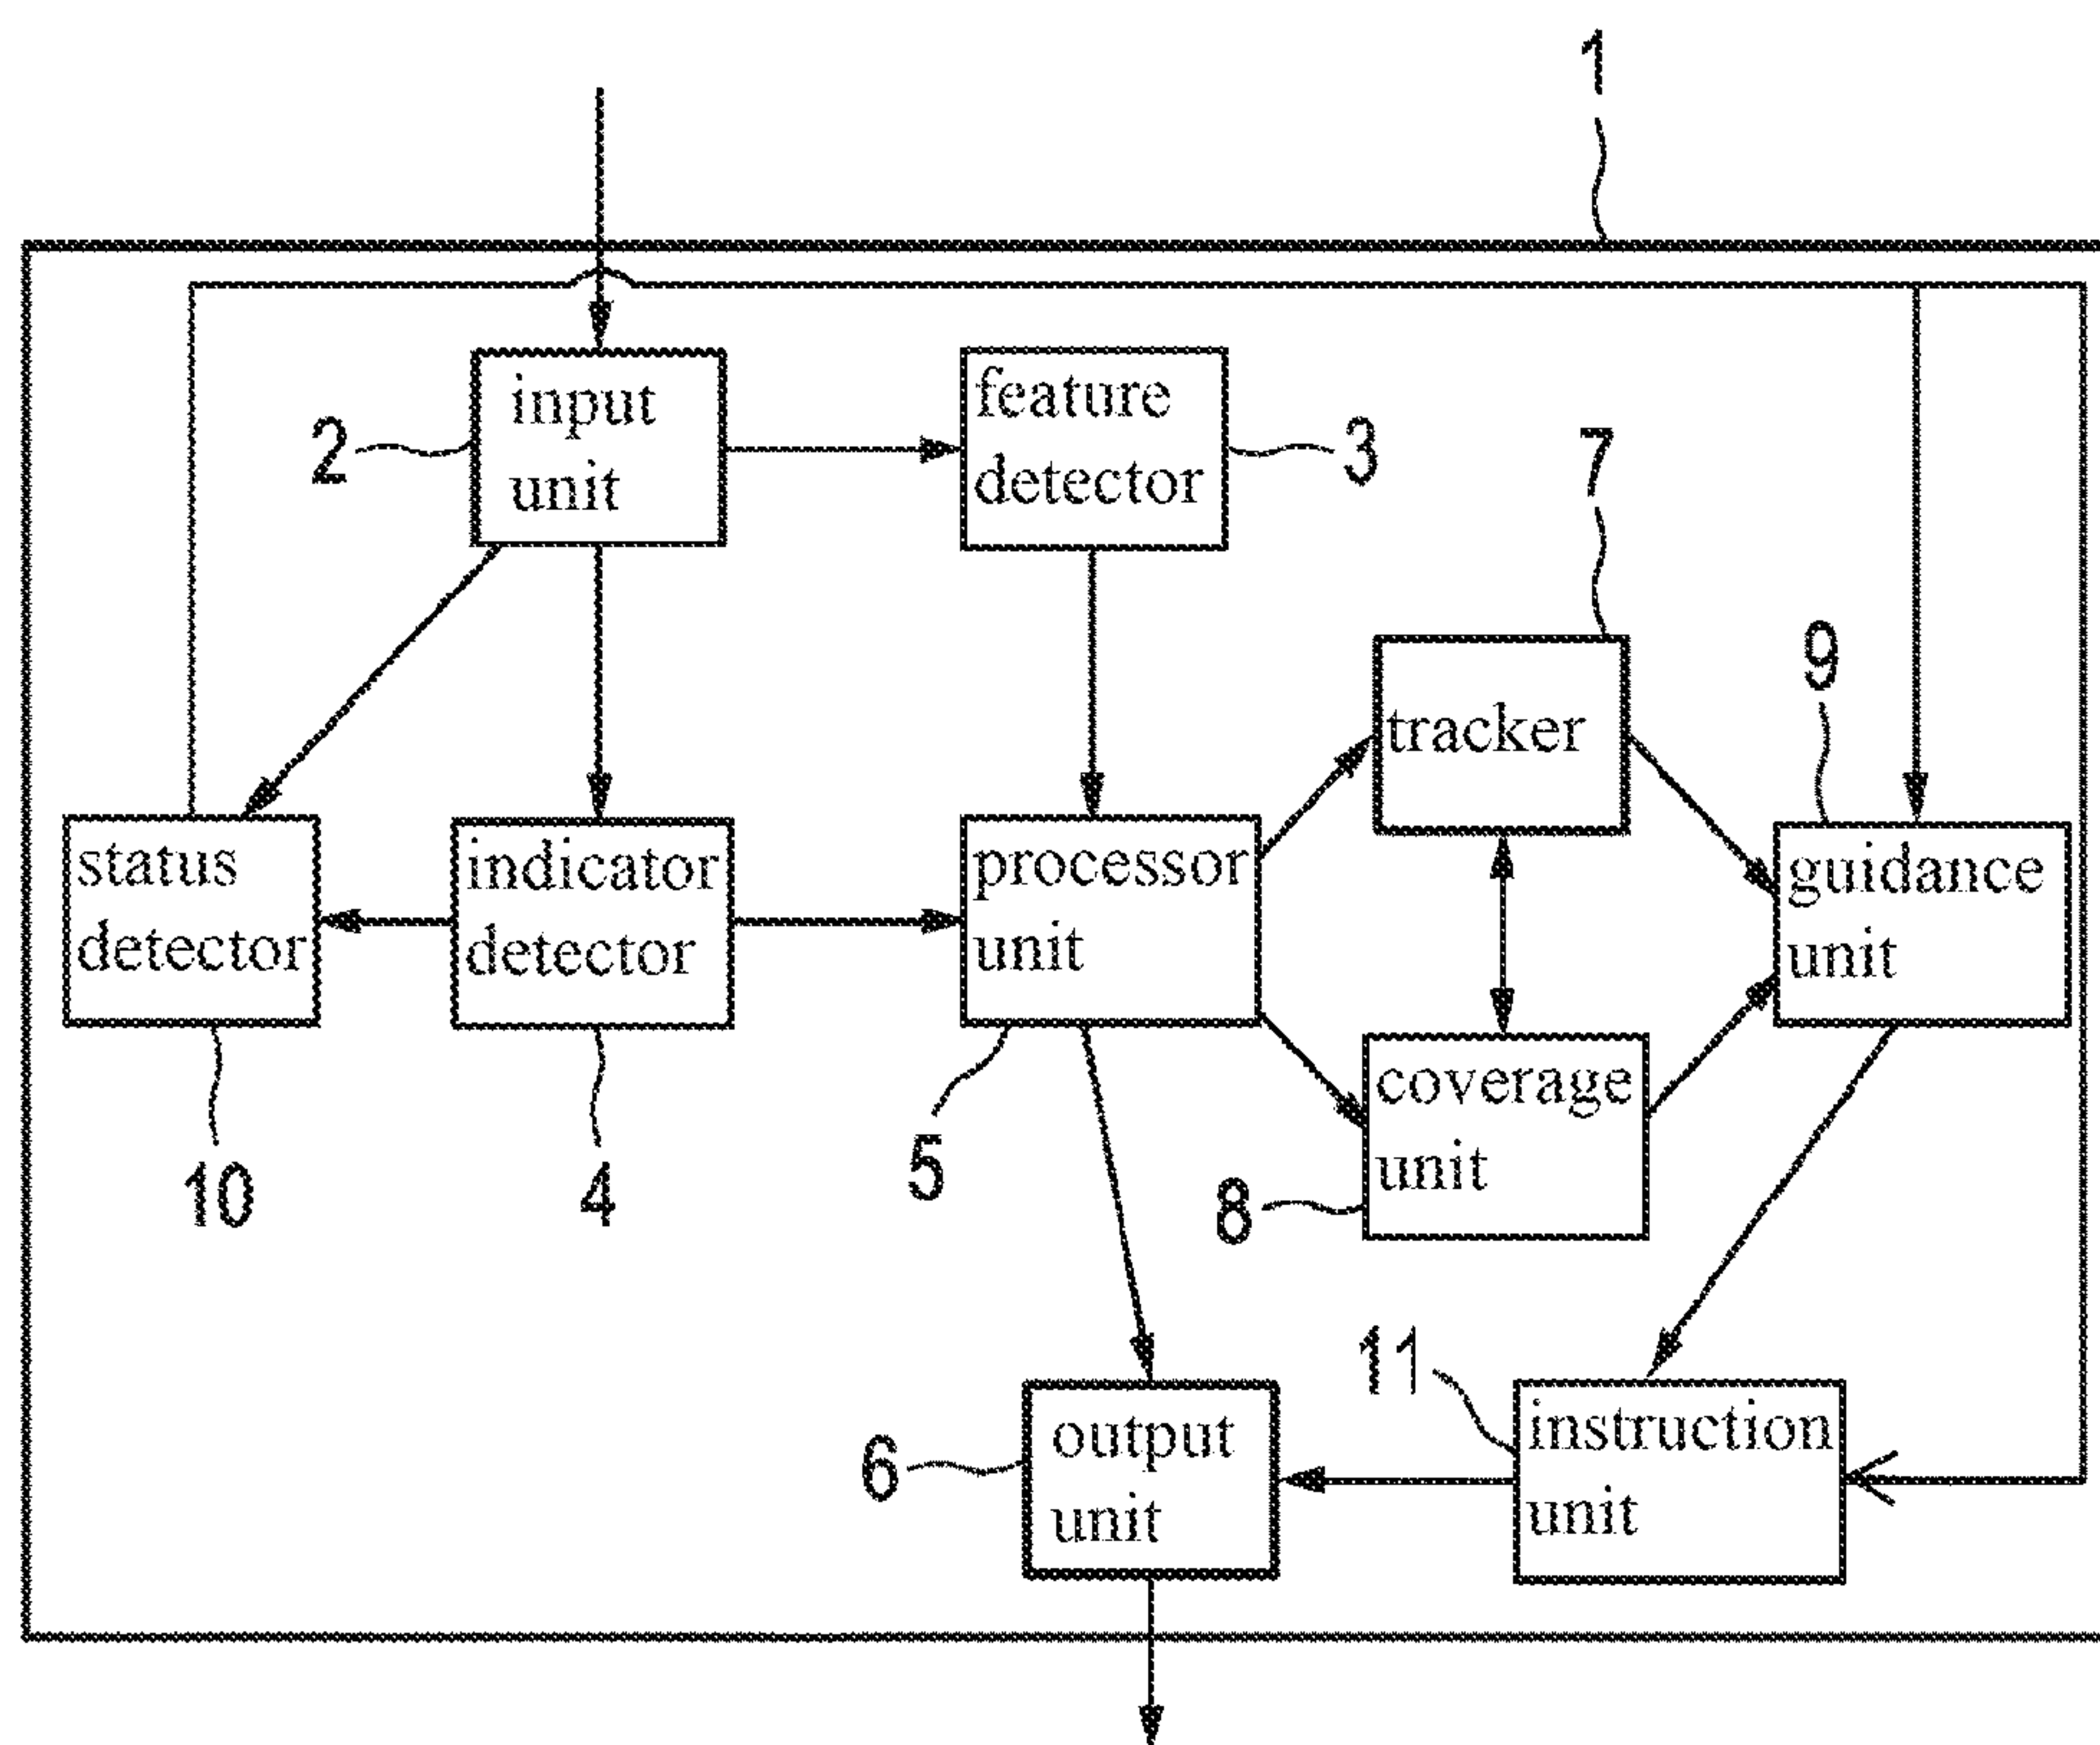 1
input
unit
2
feature
detector
3
7
tracker
9
status
detector
10
indicator
detector
4
processor
unit
5
guidance
unit
coverage
unit
8
11
output
unit
6
instruction
unit